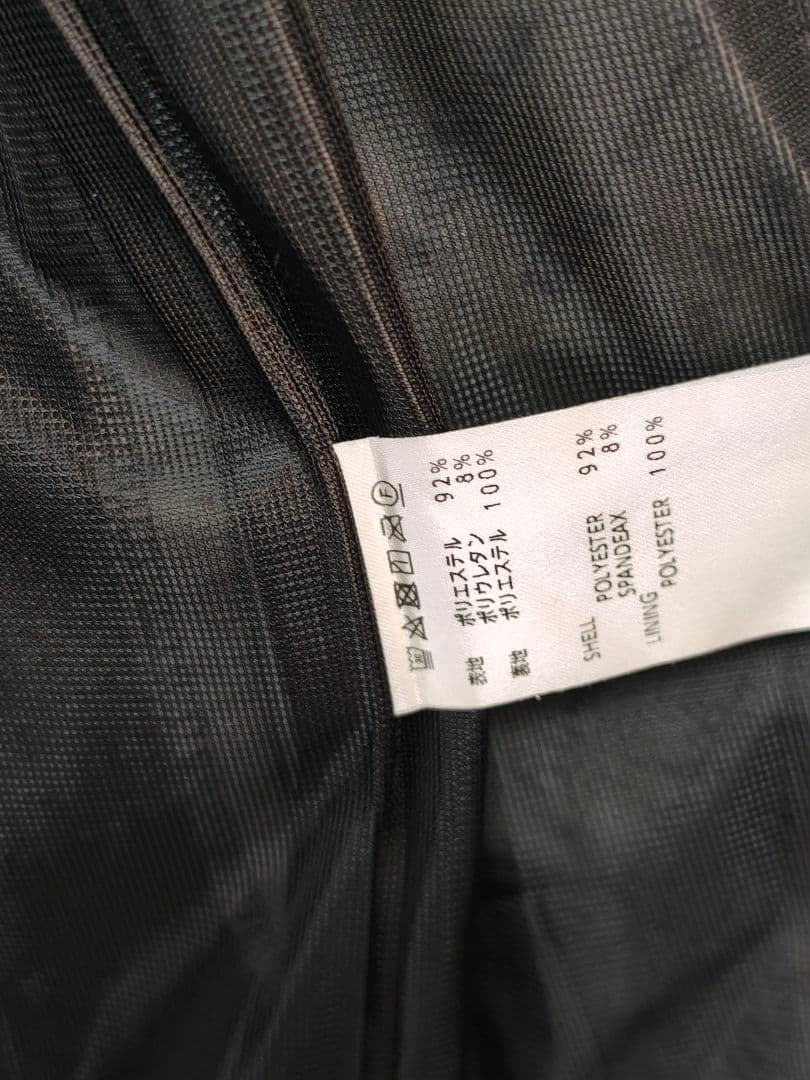 表地 ポリエステル 92%
ポリウレタン 8%
裏地 ポリエステル 100%
SHELL POLYESTER 92%
SPANDEAX 8%
LINING
POLYESTER 100%